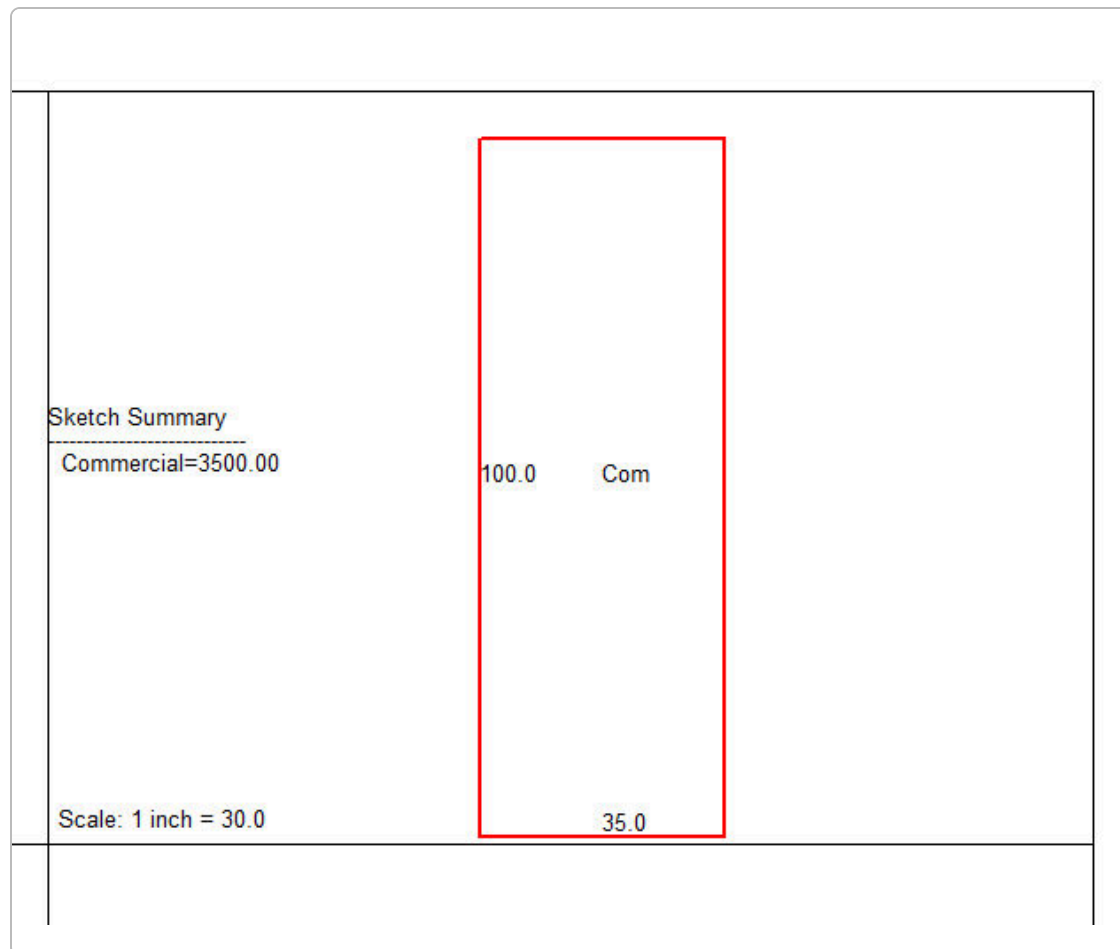 Sketch Summary
----------------------------
Commercial=3500.00
100.0 Com
Scale: 1 inch = 30.0
35.0